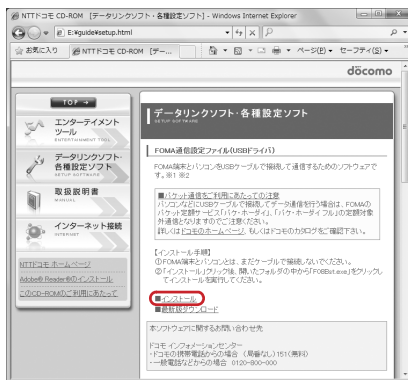 NTTドコモ CD-ROM [データリンクソフト・各種設定ソフト] - Windows Internet Explorer
E:¥guide¥setup.html
お気に入り
NTTドコモ CD-ROM [デー...
ページ(P)
セーフティ(S)
döcomo
TOP
エンターテイメント
ツール
ENTERTAINMENT TOOL
データリンクソフト・
各種設定ソフト
SETUP SOFTWARE
取扱説明書
MANUAL
インターネット接続
INTERNET
NTTドコモ ホームページ
Adobe® Reader®のインストール
このCD-ROMのご利用にあたって
データリンクソフト・各種設定ソフト
SETUP SOFTWARE
FOMA通信設定ファイル(USBドライバ)
FOMA端末とパソコンをUSBケーブルで接続して通信するためのソフトウェアで
す。※1 ※2
■パケット通信をご利用にあたっての注意
パソコンなどにUSBケーブルで接続してデータ通信を行う場合は、FOMAの
パケット定額サービス「パケ・ホーダイ」、「パケ・ホーダイフル」の定額対象
外通信となりますのでご注意ください。
詳しくはドコモのホームページ、もしくはドコモのカタログをご確認下さい。
【インストール手順】
①FOMA端末とパソコンとは、まだケーブルで接続しないでください。
②「インストール」クリック後、開いたフォルダの中から「F08Bst.exe」をクリックし
てインストールを実行してください。
■インストール
■最新版ダウンロード
本ソフトウェアに関するお問い合わせ先
ドコモ インフォメーションセンター
・ドコモの携帯電話からの場合 (局番なし)151(無料)
・一般電話などからの場合 0120-800-000